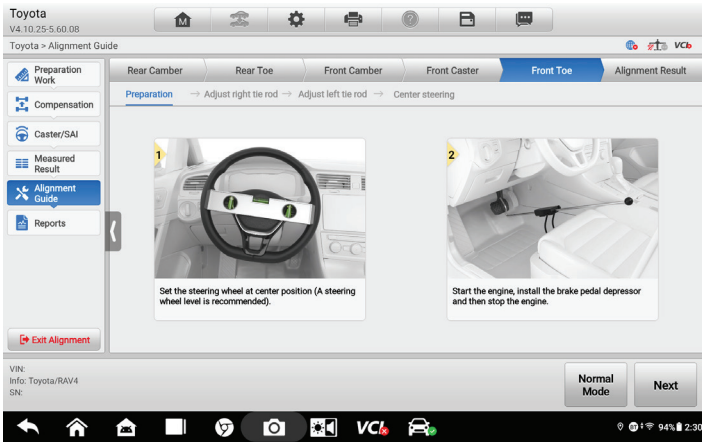 Toyota
V4.10.25-5.60.08
Toyota > Alignment Guide
VCI
Preparation Work
Compensation
Caster/SAI
Measured Result
Alignment Guide
Reports
Exit Alignment
Rear Camber
Rear Toe
Front Camber
Front Caster
Front Toe
Alignment Result
Preparation → Adjust right tie rod → Adjust left tie rod → Center steering
1
Set the steering wheel at center position (A steering
wheel level is recommended).
2
Start the engine, install the brake pedal depressor
and then stop the engine.
VIN:
Info: Toyota/RAV4
SN:
Normal
Mode
Next
VCI
94%
2:30